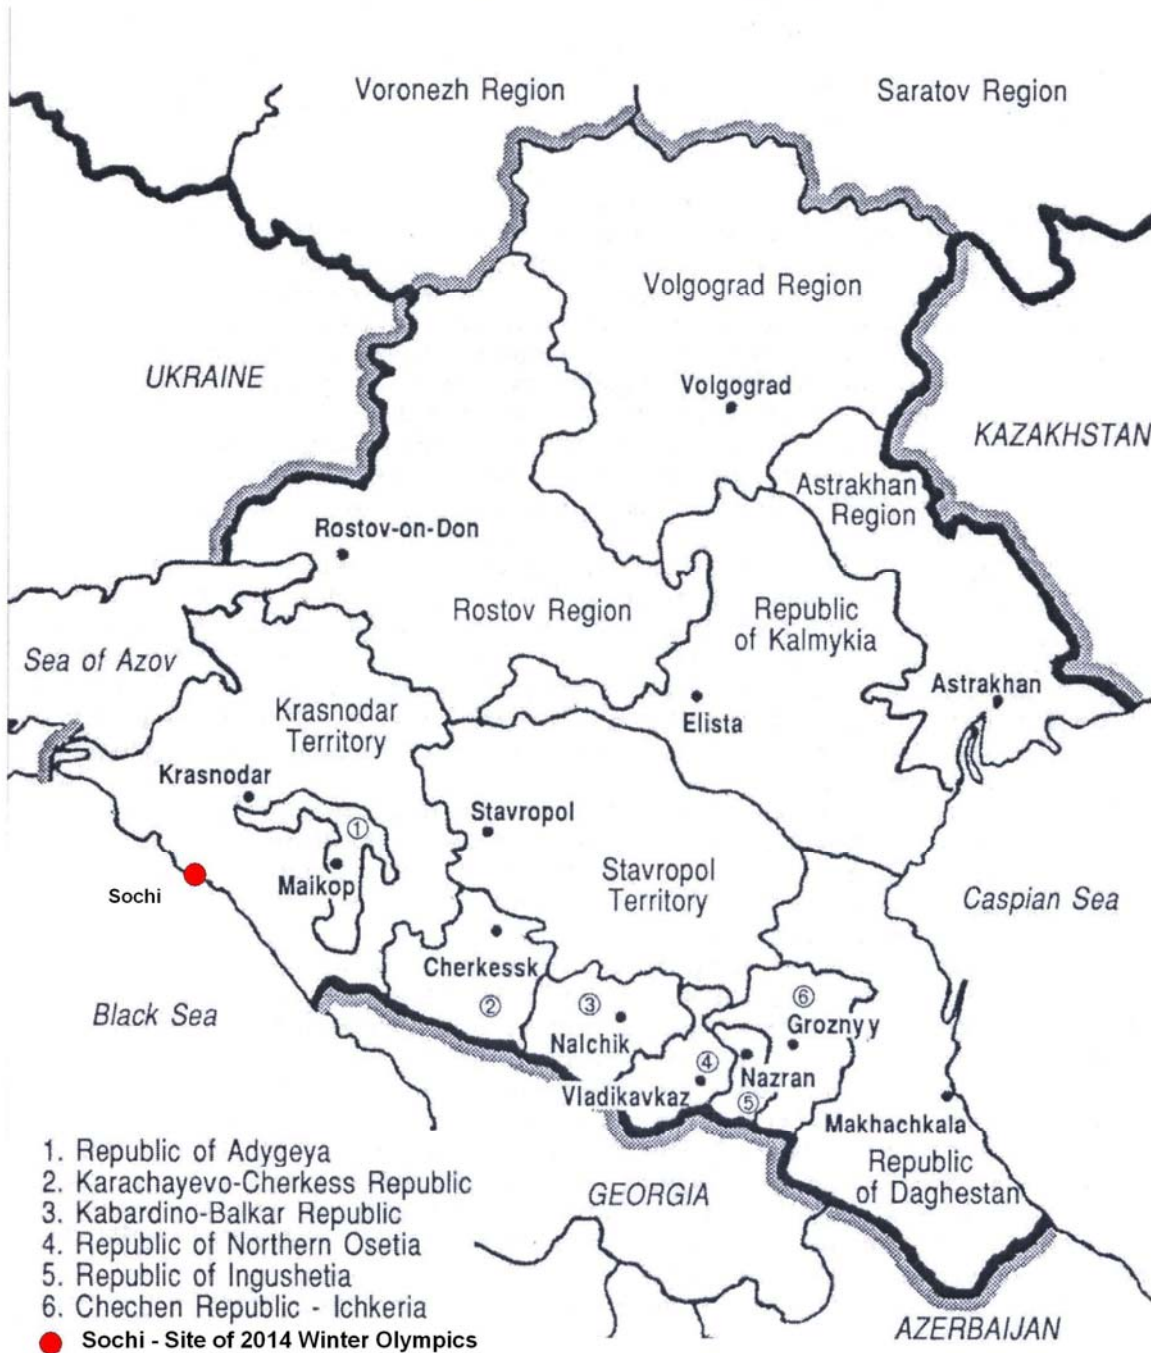 Voronezh Region
Saratov Region
Volgograd Region
UKRAINE
Volgograd
KAZAKHSTAN
Astrakhan
Region
Rostov-on-Don
Rostov Region
Republic
of Kalmykia
Sea of Azov
Astrakhan
Krasnodar
Territory
Elista
Krasnodar
Stavropol
1
Maikop
Stavropol
Territory
Sochi
Caspian Sea
Cherkessk
2
3
6
Black Sea
Groznyy
Nalchik
4
Nazran
Vladikavkaz
5
Makhachkala
Republic
of Daghestan
GEORGIA
AZERBAIJAN
1. Republic of Adygeya
2. Karachayevo-Cherkess Republic
3. Kabardino-Balkar Republic
4. Republic of Northern Osetia
5. Republic of Ingushetia
6. Chechen Republic - Ichkeria
Sochi - Site of 2014 Winter Olympics